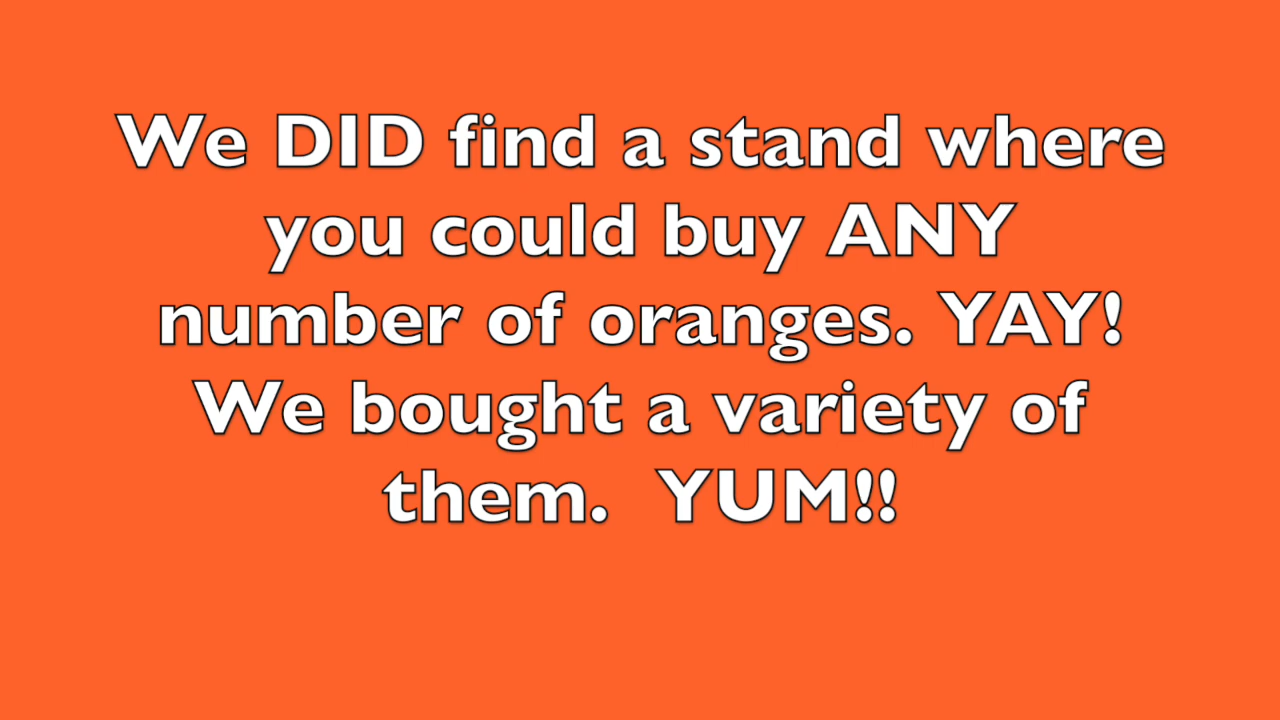 We DID find a stand where
you could buy ANY
number of oranges. YAY!
We bought a variety of
them.  YUM!!